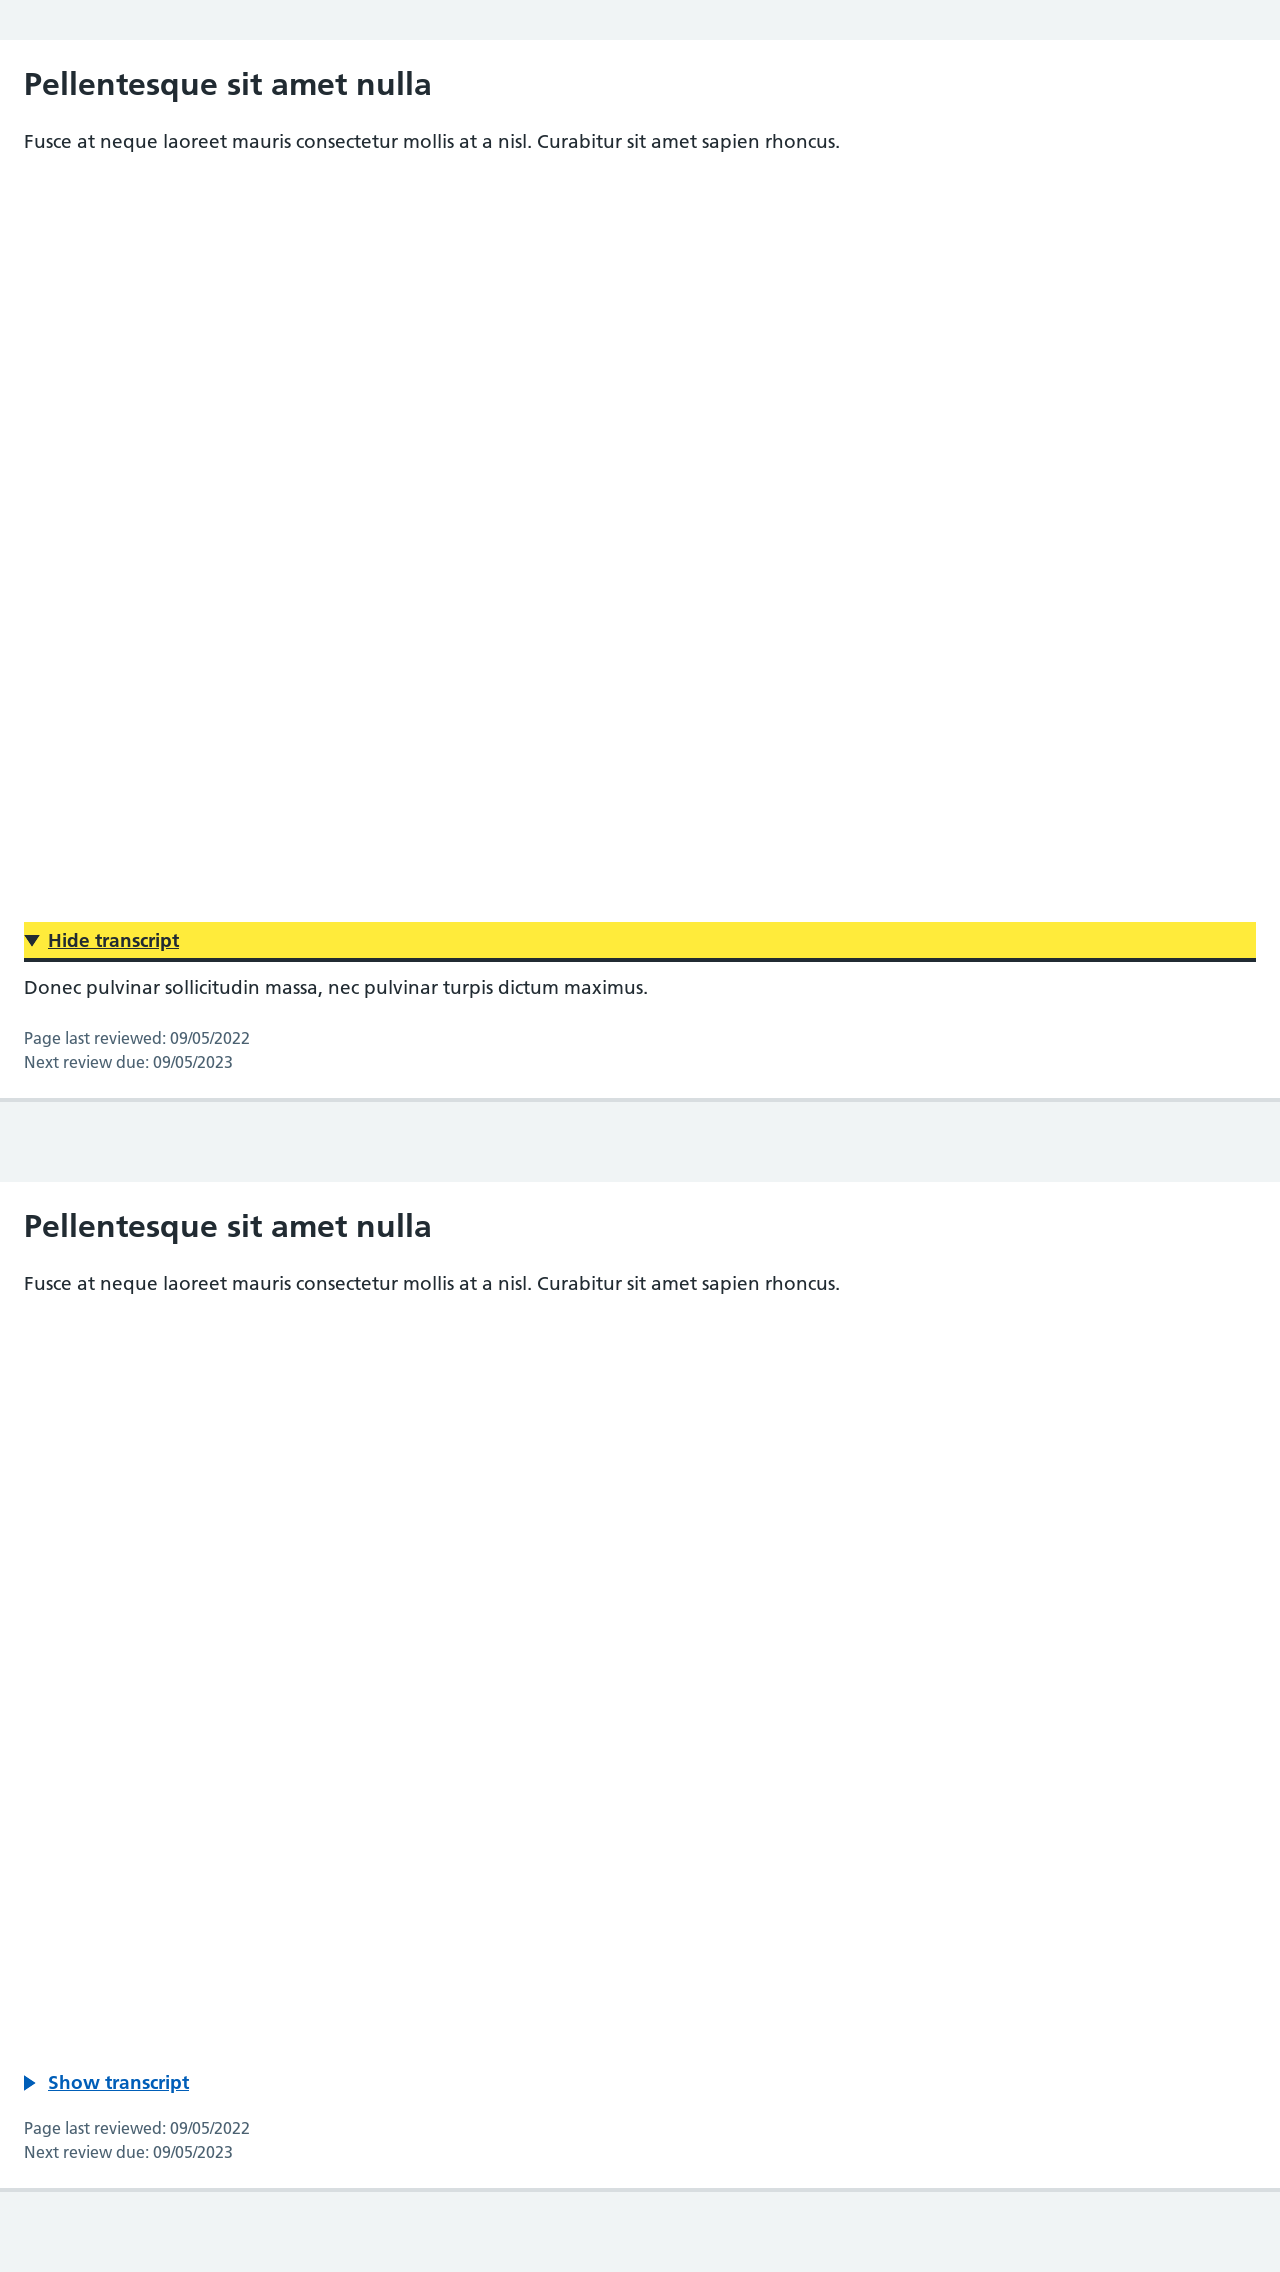 Pellentesque sit amet nulla
Fusce at neque laoreet mauris consectetur mollis at a nisl. Curabitur sit amet sapien rhoncus.
Hide transcript
Donec pulvinar sollicitudin massa, nec pulvinar turpis dictum maximus.
Page last reviewed: 09/05/2022
Next review due: 09/05/2023
Pellentesque sit amet nulla
Fusce at neque laoreet mauris consectetur mollis at a nisl. Curabitur sit amet sapien rhoncus.
Show transcript
Page last reviewed: 09/05/2022
Next review due: 09/05/2023